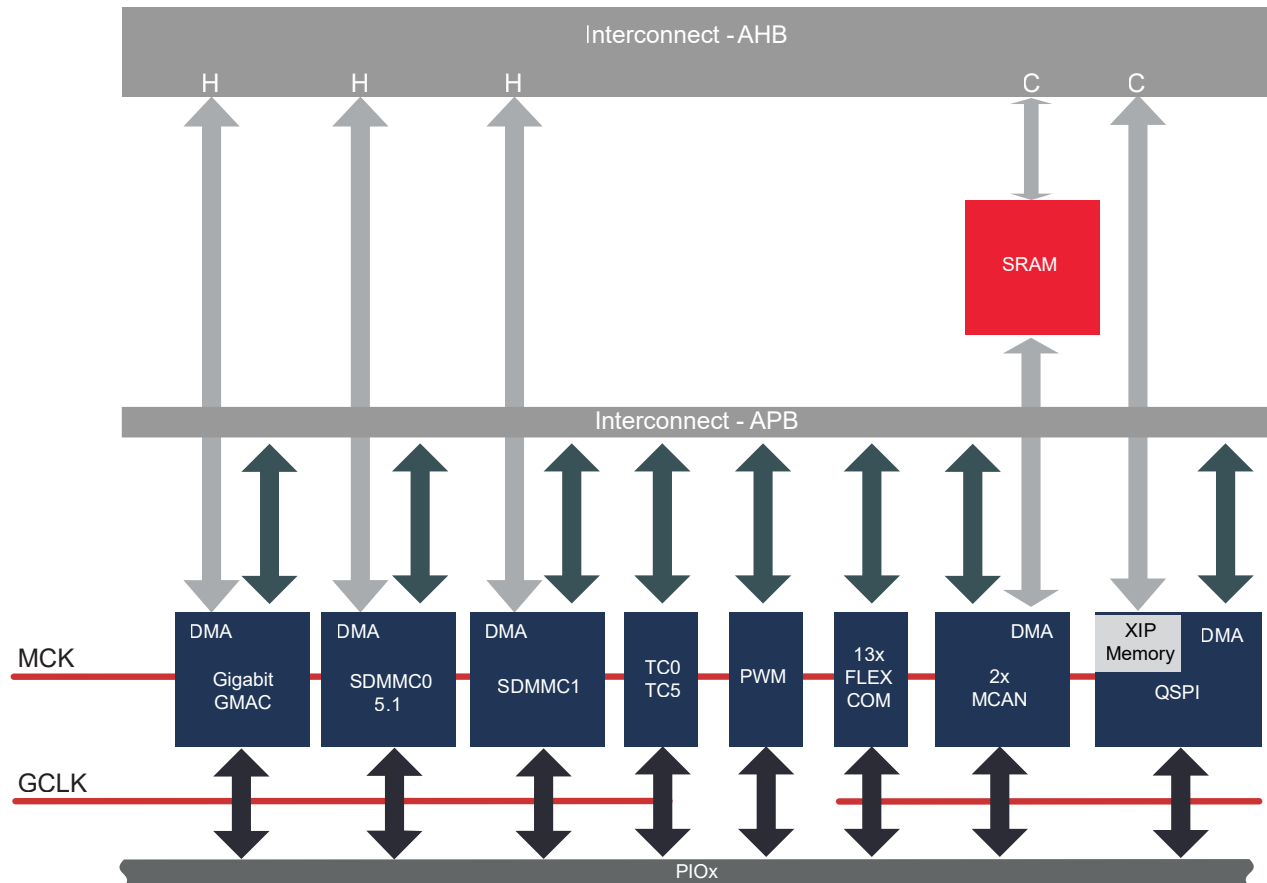 Interconnect - AHB
H H H C C
SRAM
Interconnect - APB
DMA
Gigabit
GMAC
DMA
SDMMC0
5.1
DMA
SDMMC1
TC0
TC5
PWM
13x
FLEX
COM
DMA
2x
MCAN
XIP
Memory
DMA
QSPI
MCK
GCLK
PIOx